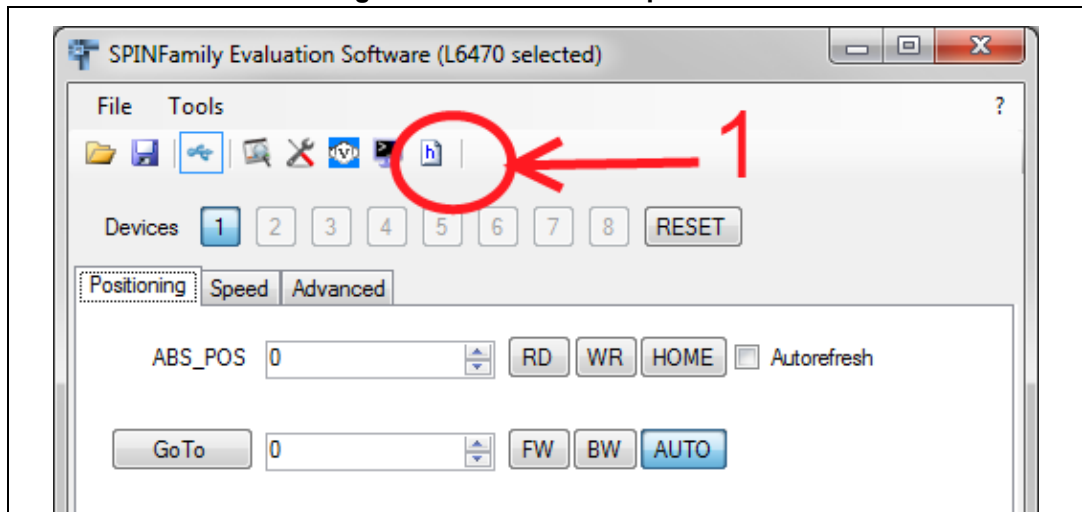 SPINFamily Evaluation Software (L6470 selected)
File Tools ?
h
1
Devices 1 2 3 4 5 6 7 8 RESET
Positioning Speed Advanced
ABS_POS 0 RD WR HOME Autorefresh
GoTo 0 FW BW AUTO